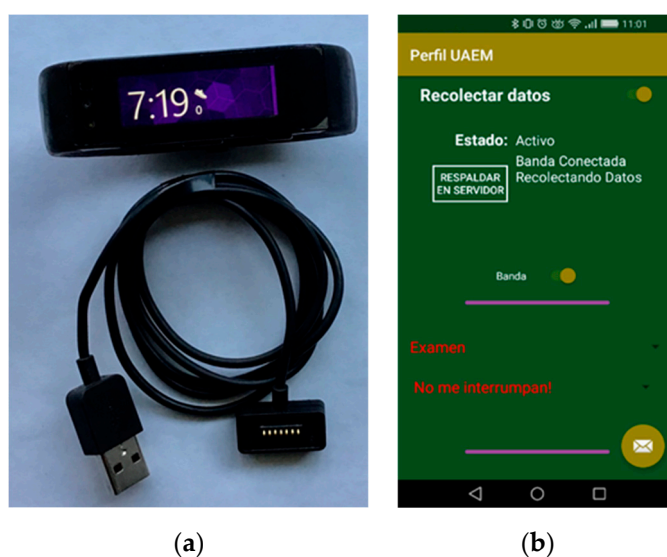 7:19
0
11:01
Perfil UAEM
Recolectar datos
Estado: Activo
Banda Conectada
Recolectando Datos
RESPALDAR
EN SERVIDOR
Banda
Examen
No me interrumpan!
(a)
(b)